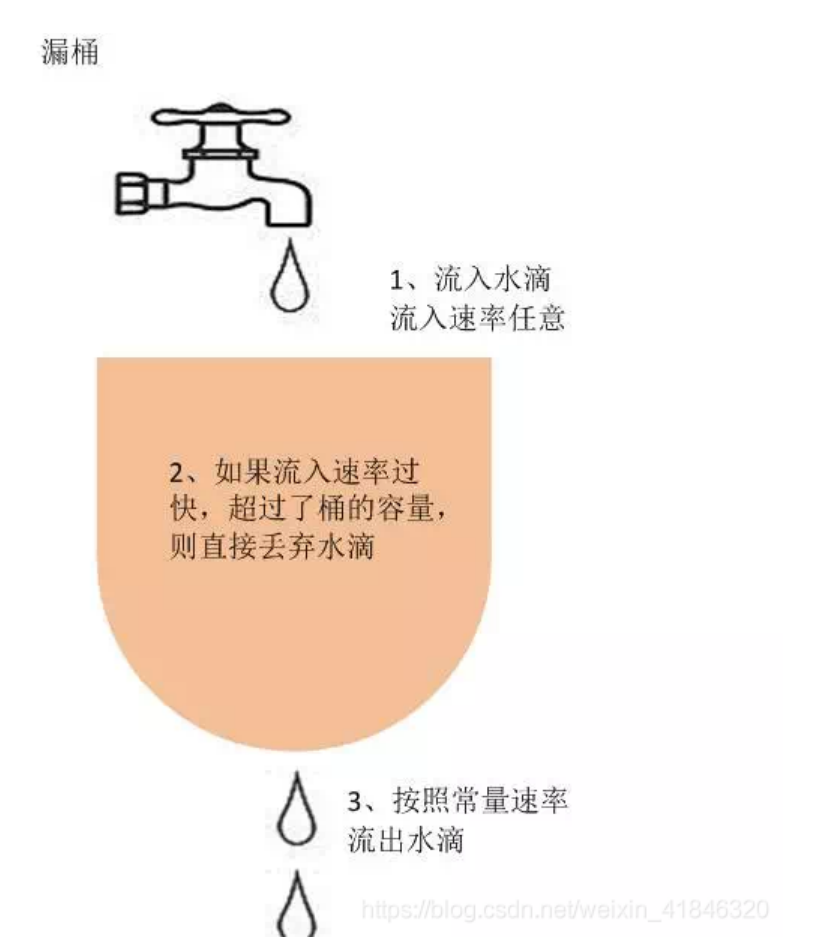 漏桶
1、流入水滴
流入速率任意
2、如果流入速率过
快，超过了桶的容量，
则直接丢弃水滴
3、按照常量速率
流出水滴
https://blog.csdn.net/weixin_41846320